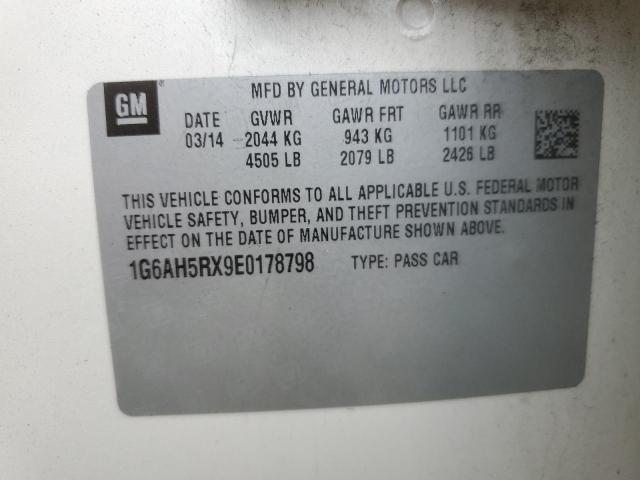 GM
MFD BY GENERAL MOTORS LLC
DATE GVWR GAWR FRT GAWR RR
03/14 2044 KG 943 KG 1101 KG
4505 LB 2079 LB 2426 LB
THIS VEHICLE CONFORMS TO ALL APPLICABLE U.S. FEDERAL MOTOR
VEHICLE SAFETY, BUMPER, AND THEFT PREVENTION STANDARDS IN
EFFECT ON THE DATE OF MANUFACTURE SHOWN ABOVE.
1G6AH5RX9E0178798 TYPE: PASS CAR